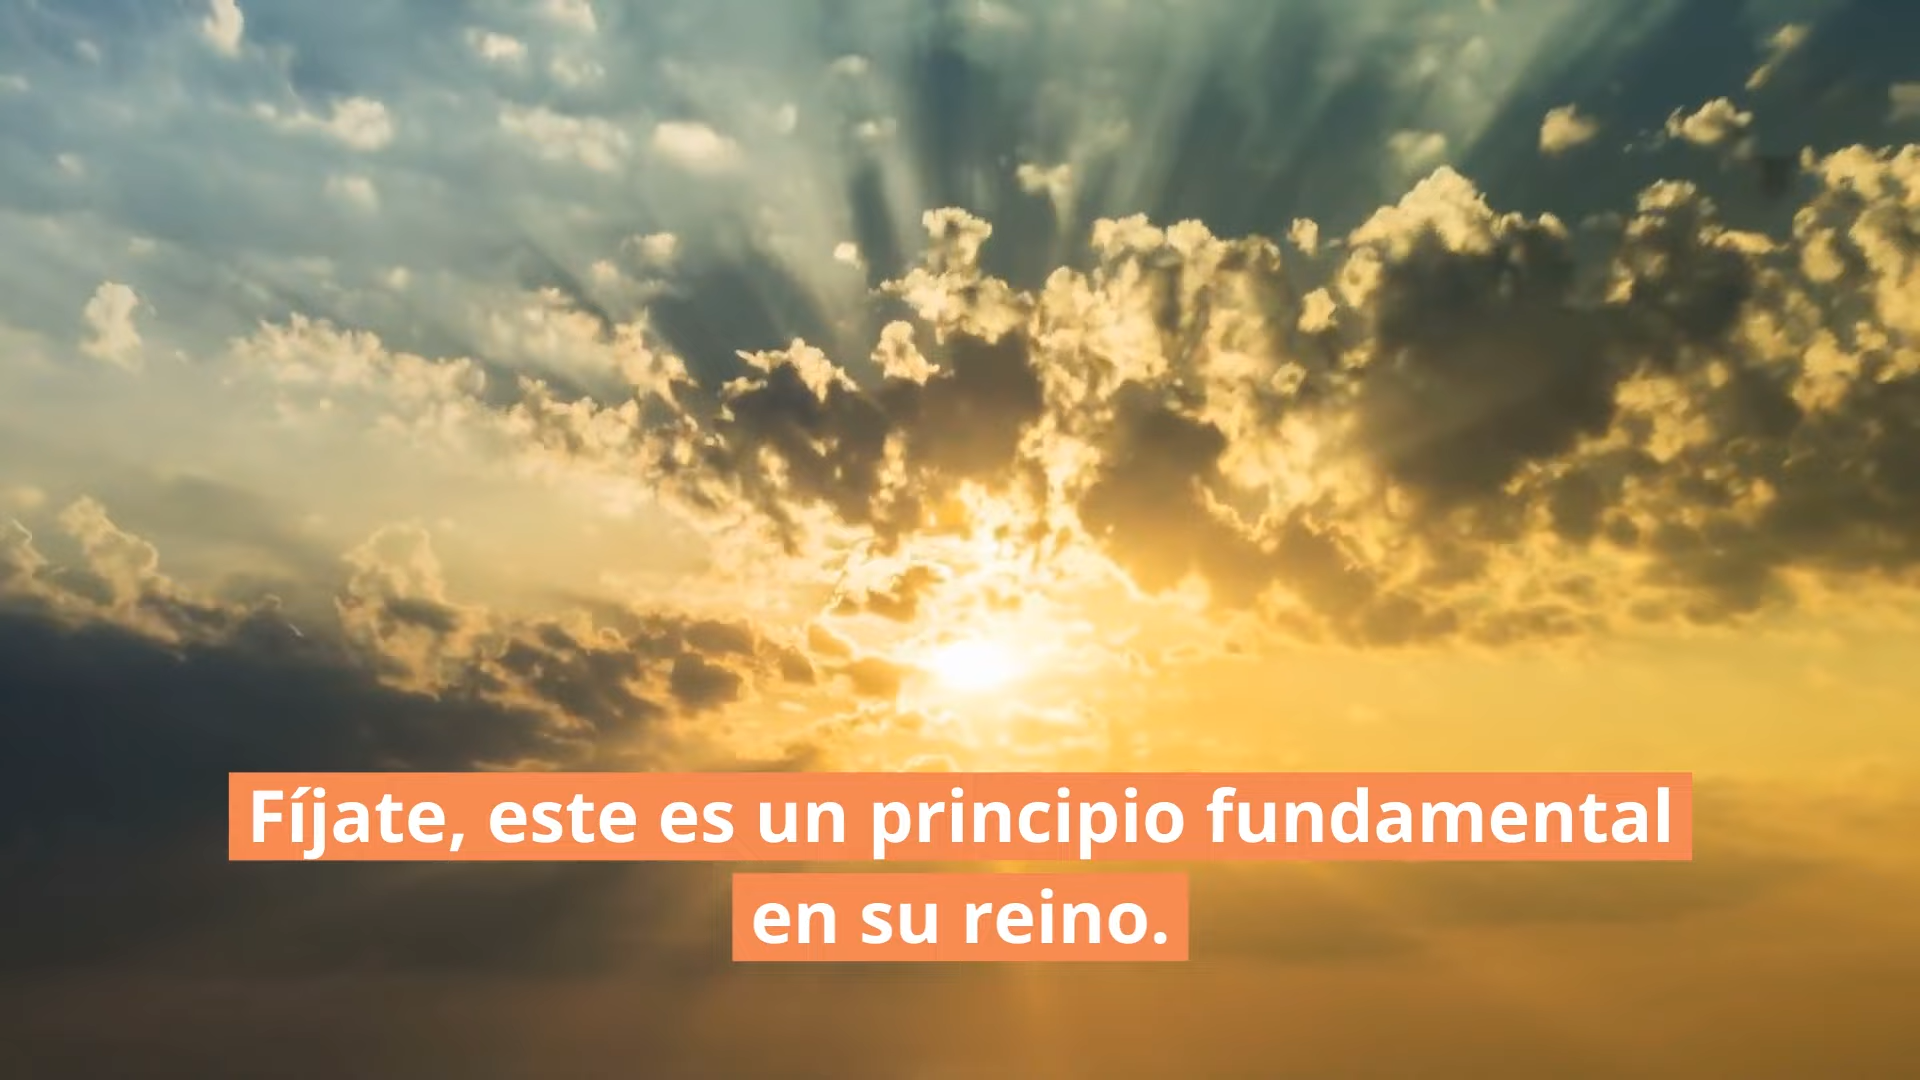 Fíjate, este es un principio fundamental
en su reino.